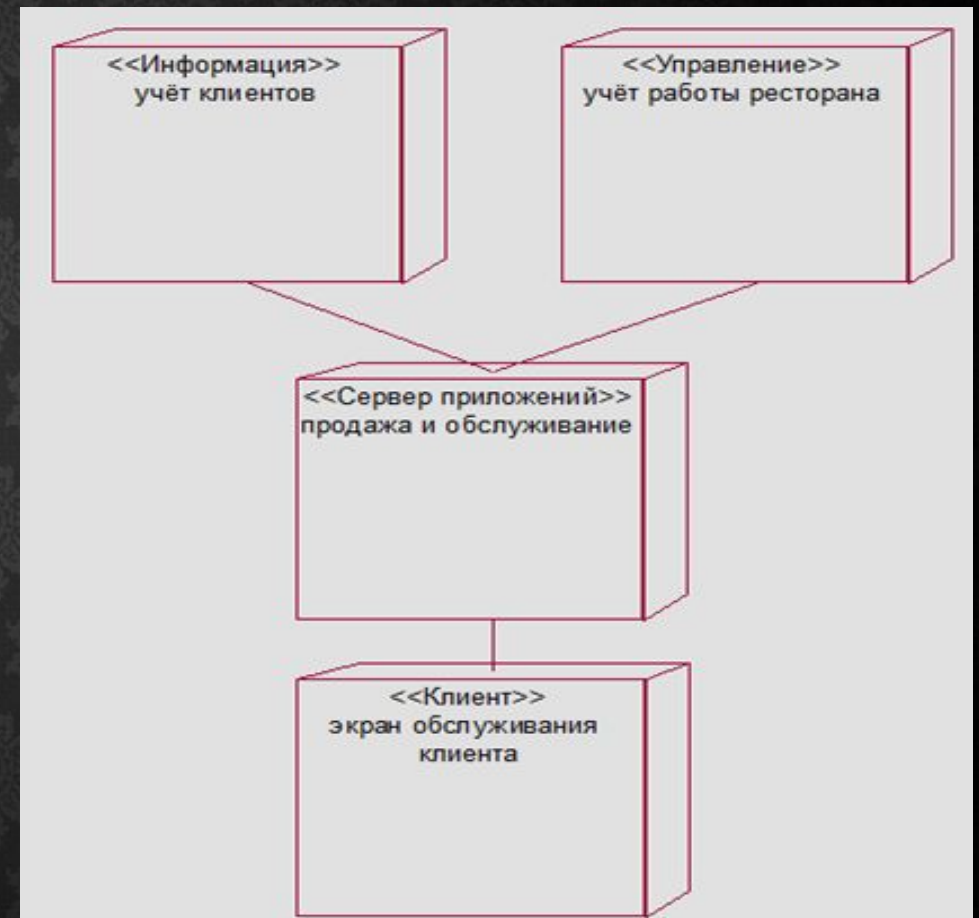 <<Информация>>
учёт клиентов
<<Управление>>
учёт работы ресторана
<<Сервер приложений>>
продажа и обслуживание
<<Клиент>>
экран обслуживания
клиента